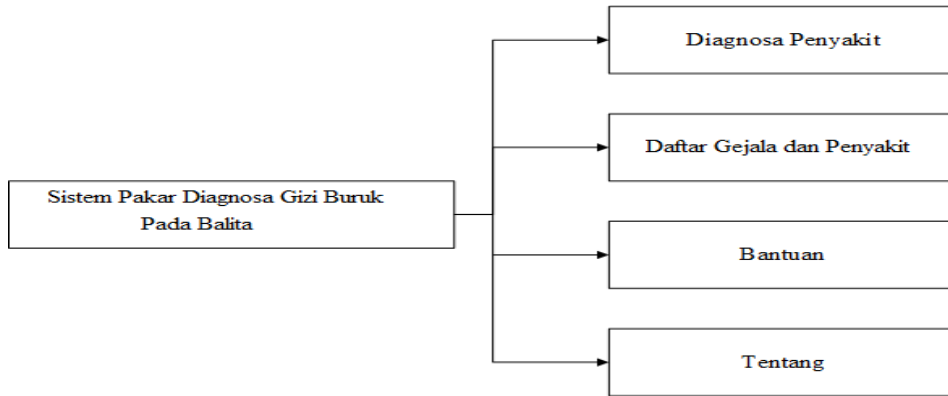 Diagnosa Penyakit
Daftar Gejala dan Penyakit
Sistem Pakar Diagnosa Gizi Buruk
Pada Balita
Bantuan
Tentang